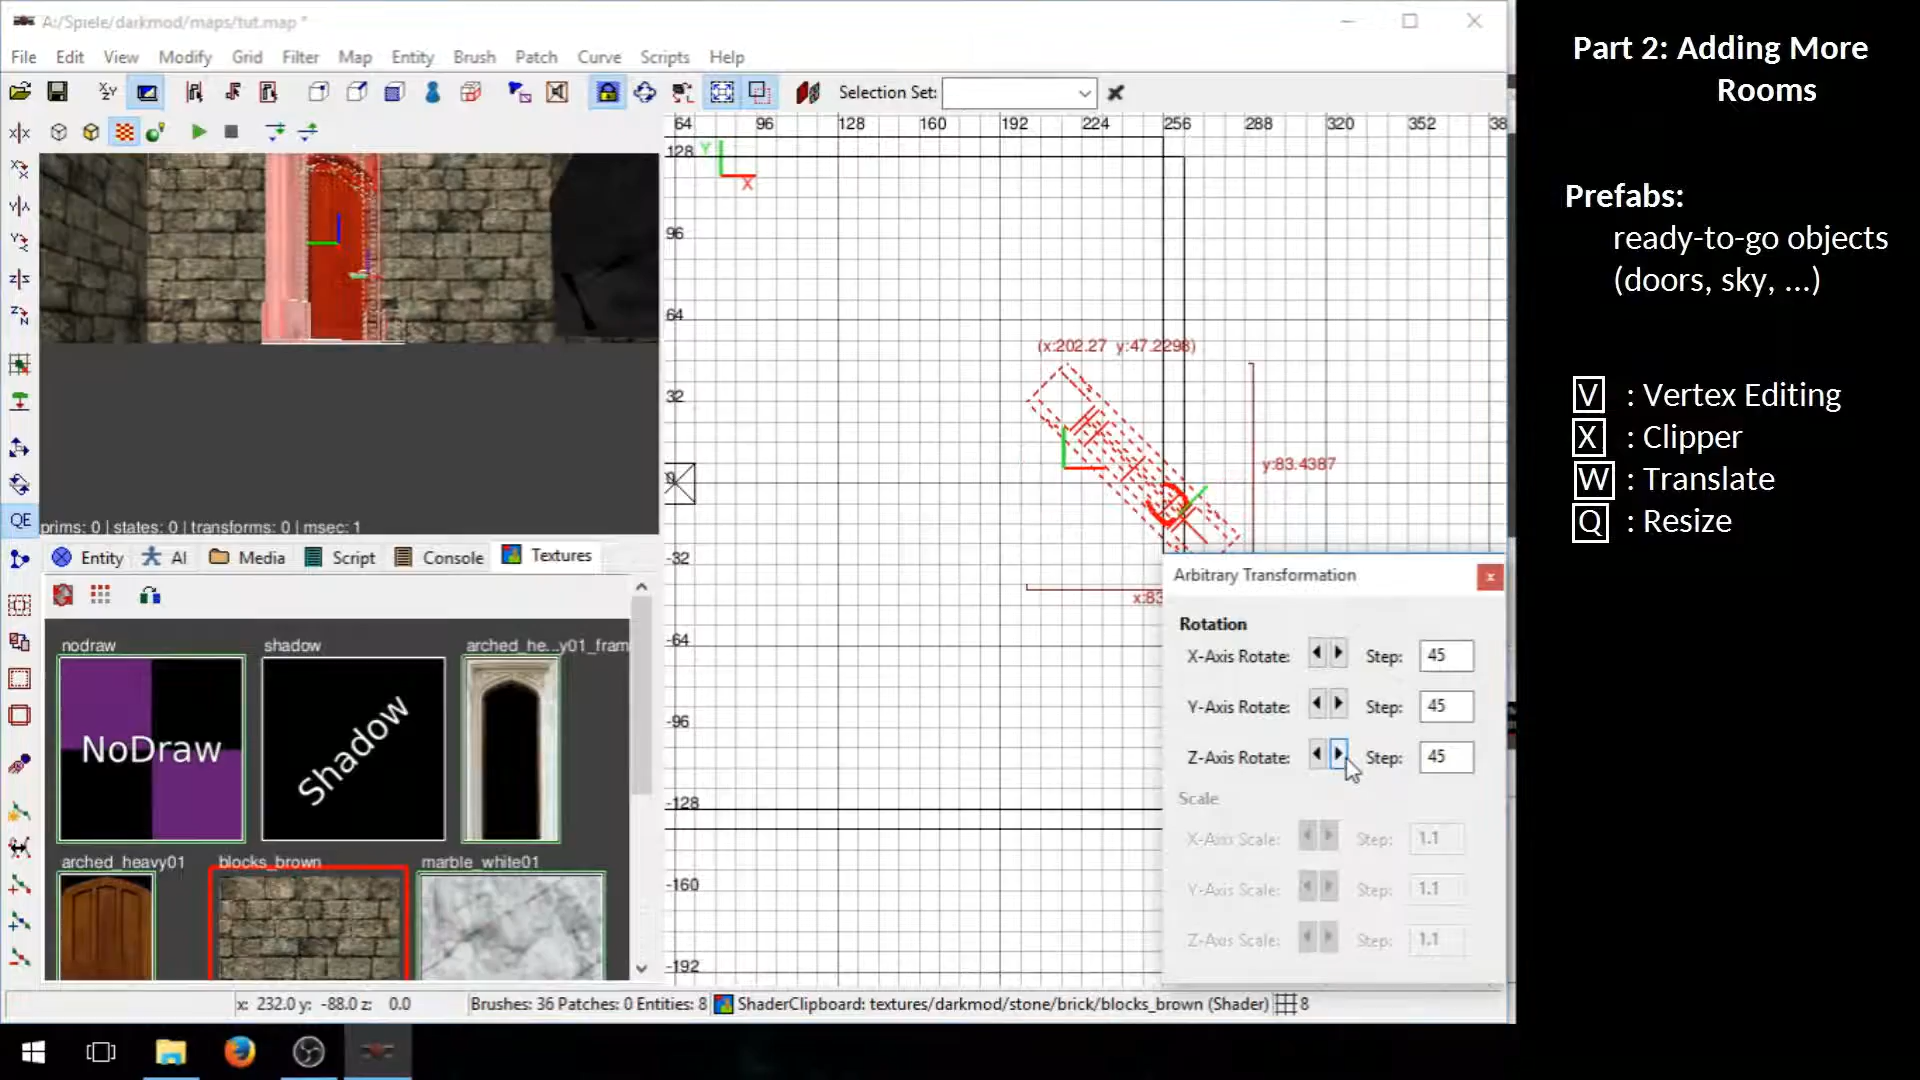 A:/Spiele/darkmod/maps/tut.map *
File Edit View Modify Grid Filter Map Entity Brush Patch Curve Scripts Help
Selection Set:
64 96 128 160 192 224 256 288 320 352 38
128
Y
X
96
64
32
0
-32
-64
-96
-128
-160
-192
(x:202.27 y:47.2298)
y:83.4387
x:83
prims: 0 | states: 0 | transforms: 0 | msec: 1
QE
Entity AI Media Script Console Textures
nodraw shadow arched_he...y01_fram
NoDraw
Shadow
arched_heavy01 blocks_brown marble_white01
Arbitrary Transformation
Rotation
X-Axis Rotate: Step: 45
Y-Axis Rotate: Step: 45
Z-Axis Rotate: Step: 45
Scale
X-Axis Scale: Step: 1.1
Y-Axis Scale: Step: 1.1
Z-Axis Scale: Step: 1.1
x: 232.0 y: -88.0 z: 0.0
Brushes: 36 Patches: 0 Entities: 8
ShaderClipboard: textures/darkmod/stone/brick/blocks_brown (Shader)
8
Part 2: Adding More
Rooms
Prefabs:
ready-to-go objects
(doors, sky, ...)
V : Vertex Editing
X : Clipper
W : Translate
Q : Resize